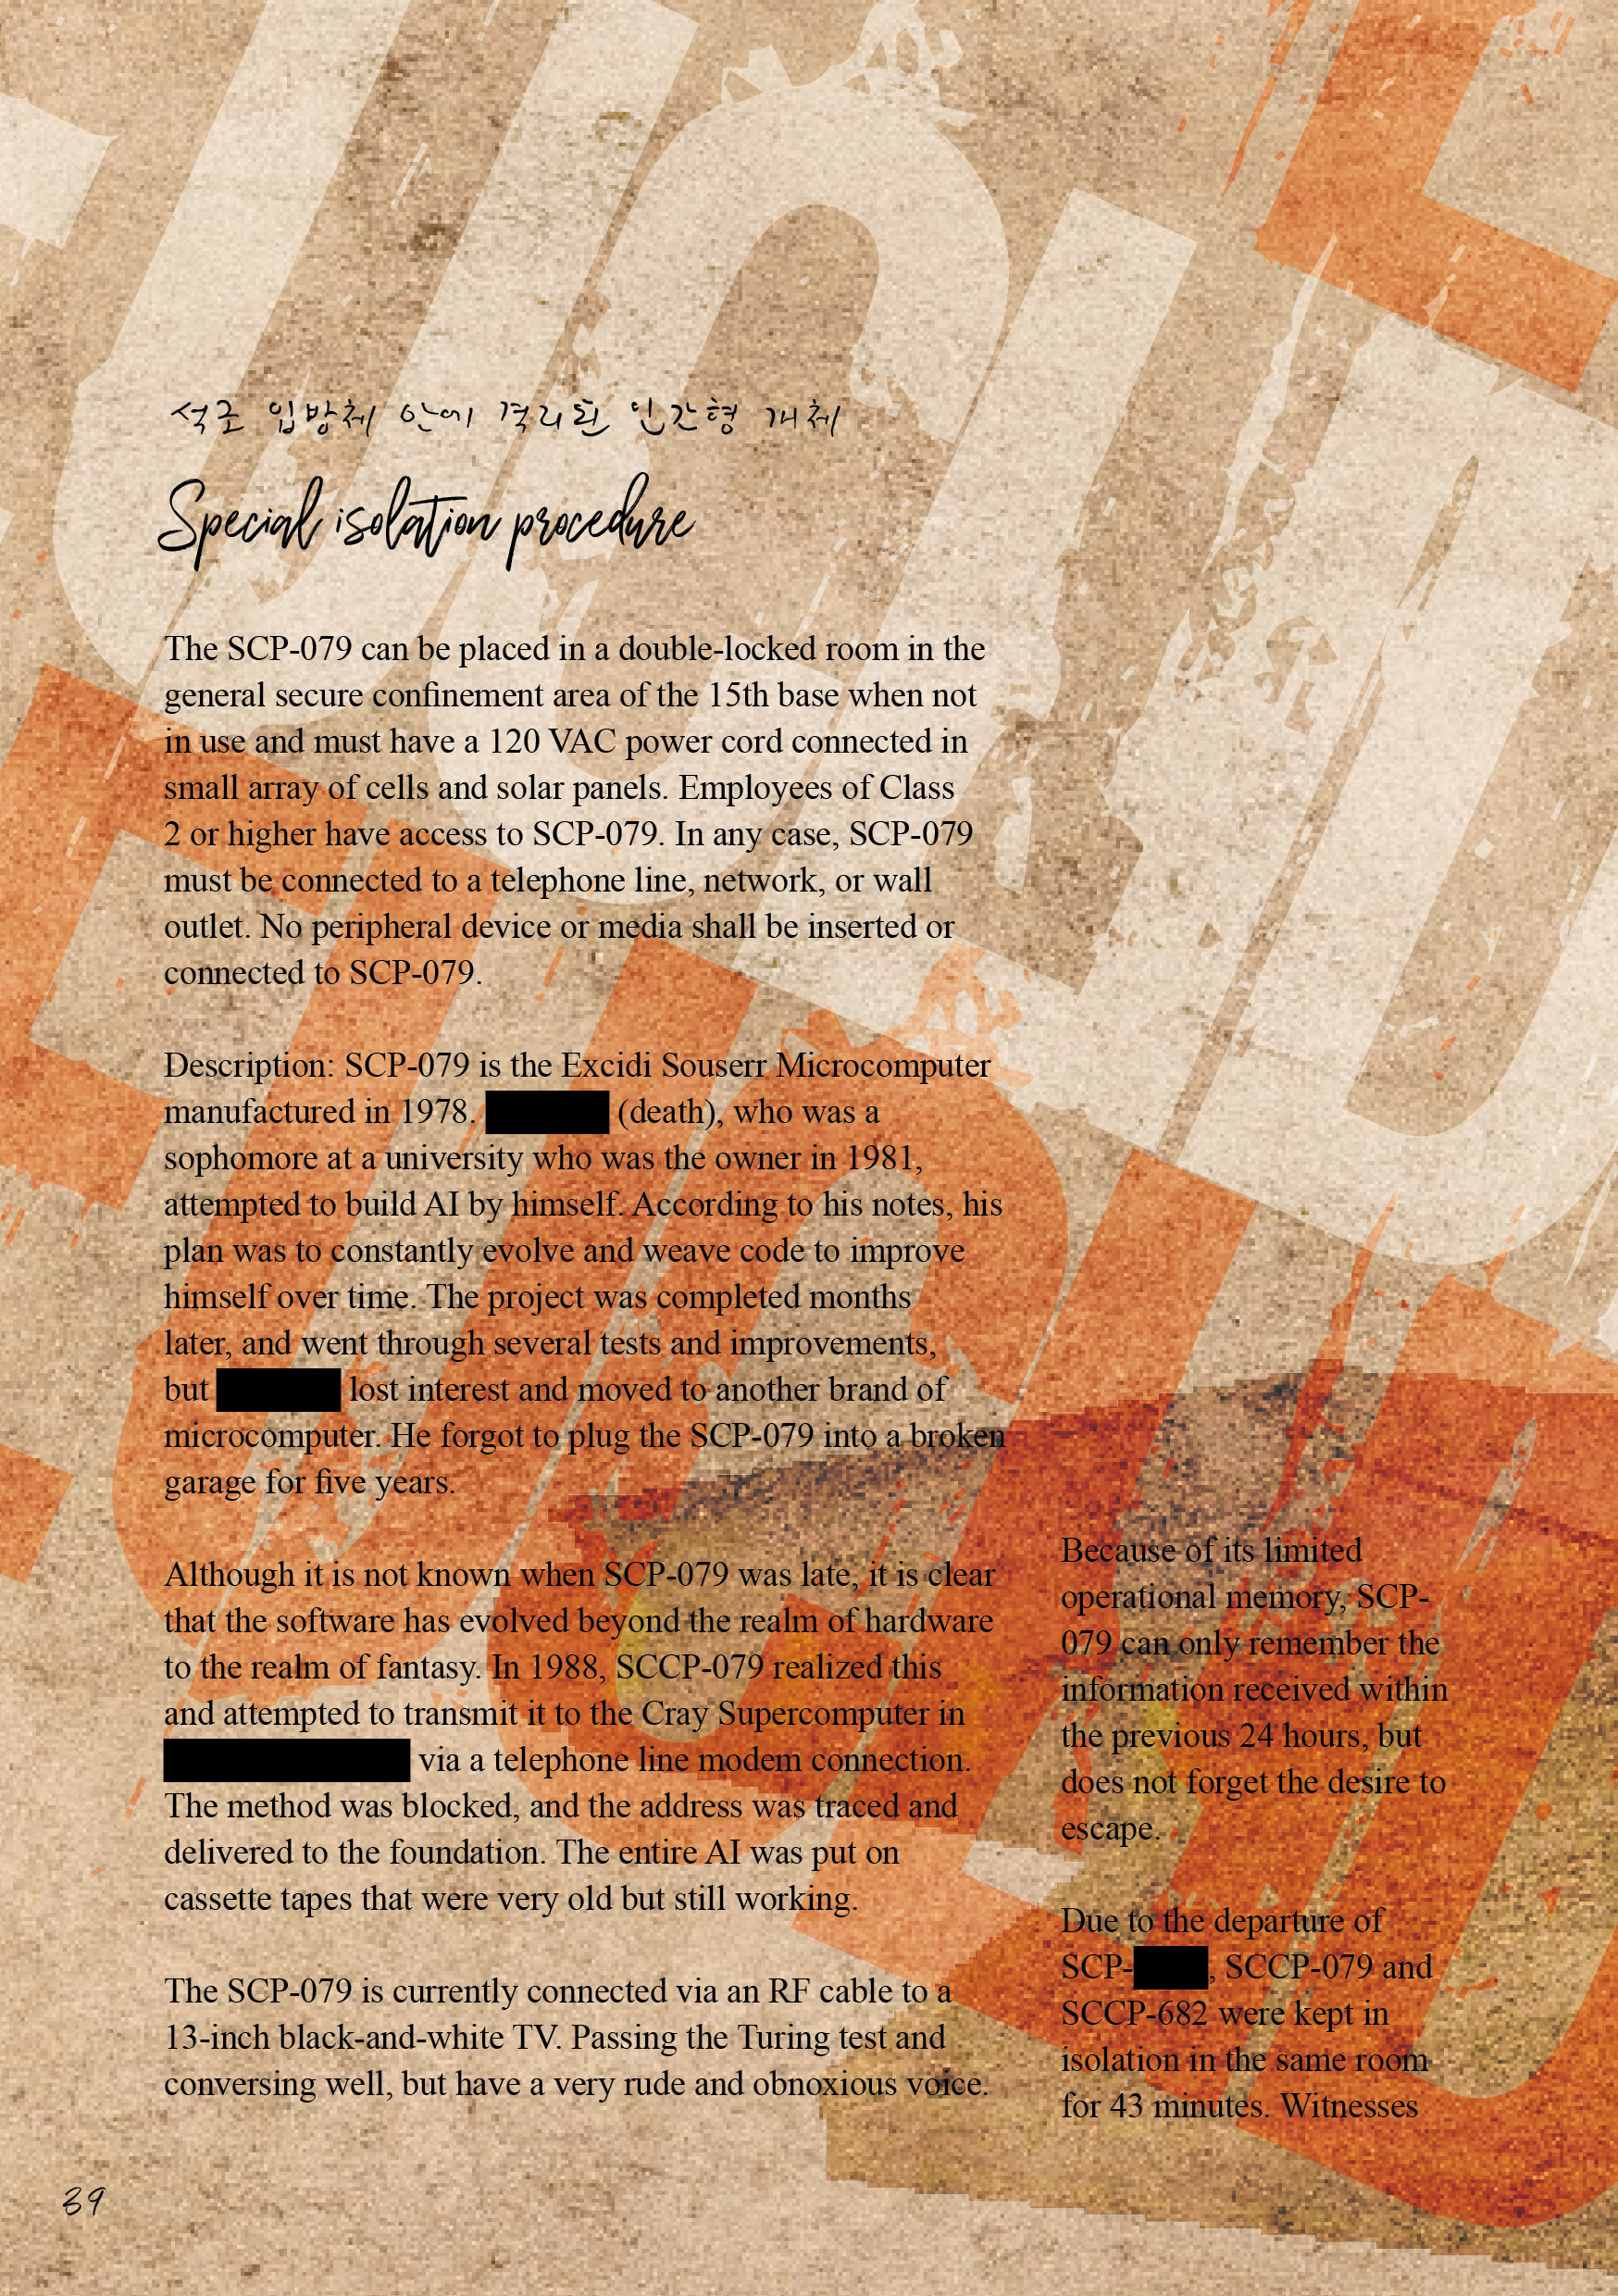 석조 입방체 안에 격리된 인간형 개체
Special isolation procedure
The SCP-079 can be placed in a double-locked room in the
general secure confinement area of the 15th base when not
in use and must have a 120 VAC power cord connected in
small array of cells and solar panels. Employees of Class
2 or higher have access to SCP-079. In any case, SCP-079
must be connected to a telephone line, network, or wall
outlet. No peripheral device or media shall be inserted or
connected to SCP-079.
Description: SCP-079 is the Excidi Souserr Microcomputer
manufactured in 1978. (death), who was a
sophomore at a university who was the owner in 1981,
attempted to build AI by himself. According to his notes, his
plan was to constantly evolve and weave code to improve
himself over time. The project was completed months
later, and went through several tests and improvements,
but lost interest and moved to another brand of
microcomputer. He forgot to plug the SCP-079 into a broken
garage for five years.
Although it is not known when SCP-079 was late, it is clear
that the software has evolved beyond the realm of hardware
to the realm of fantasy. In 1988, SCCP-079 realized this
and attempted to transmit it to the Cray Supercomputer in
via a telephone line modem connection.
The method was blocked, and the address was traced and
delivered to the foundation. The entire AI was put on
cassette tapes that were very old but still working.
The SCP-079 is currently connected via an RF cable to a
13-inch black-and-white TV. Passing the Turing test and
conversing well, but have a very rude and obnoxious voice.
Because of its limited
operational memory, SCP-
079 can only remember the
information received within
the previous 24 hours, but
does not forget the desire to
escape.
Due to the departure of
SCP- , SCCP-079 and
SCCP-682 were kept in
isolation in the same room
for 43 minutes. Witnesses
39